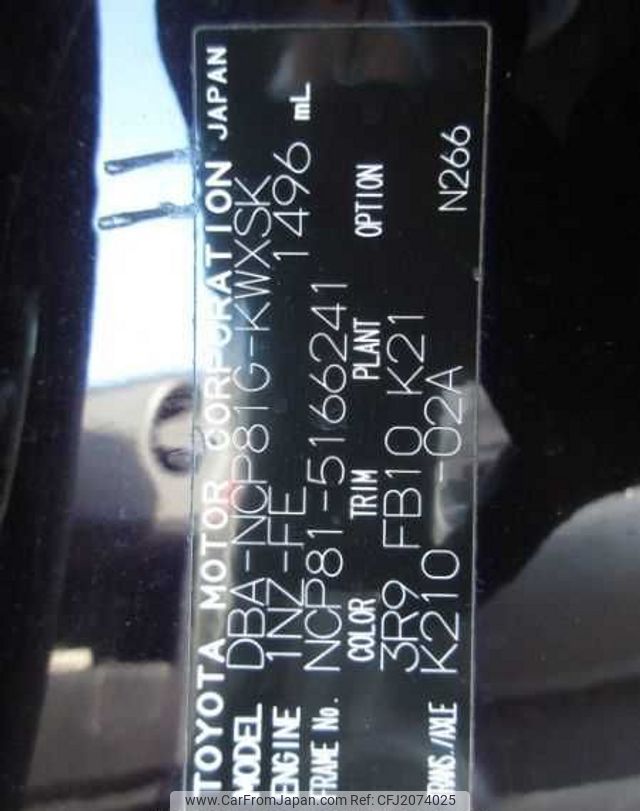 TOYOTA MOTOR CORPORATION JAPAN
MODEL DBA-NCP81G-KWXSK
ENGINE 1NZ-FE 1496 mL
FRAME No. NCP81-5166241
COLOR TRIM PLANT OPTION
3R9 FB10 K21
TRANS./AXLE K210 -02A N266
www.CarFromJapan.com | REF:CFJ2074025